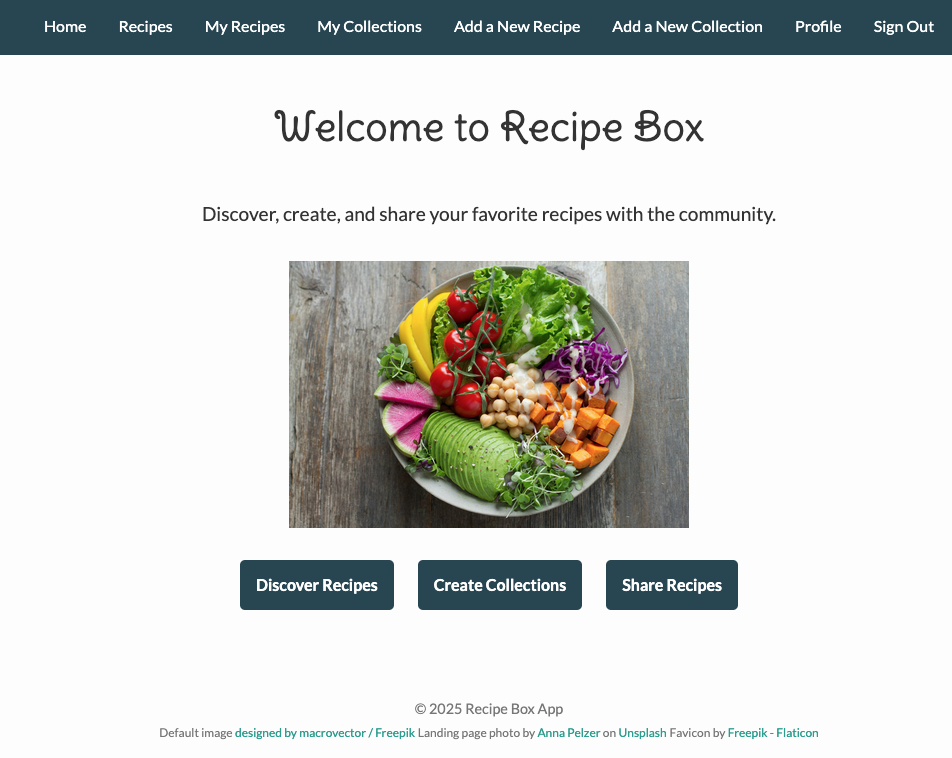 Home Recipes My Recipes My Collections Add a New Recipe Add a New Collection Profile Sign Out
Welcome to Recipe Box
Discover, create, and share your favorite recipes with the community.
Discover Recipes Create Collections Share Recipes
© 2025 Recipe Box App
Default image designed by macrovector / Freepik Landing page photo by Anna Pelzer on Unsplash Favicon by Freepik - Flaticon